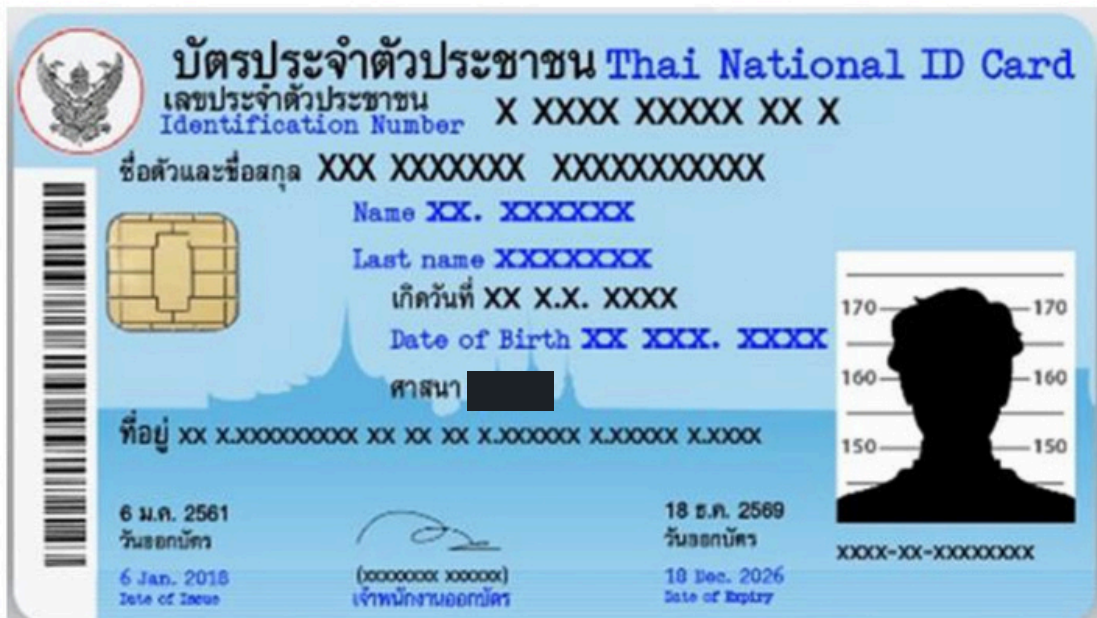 บัตรประจำตัวประชาชน Thai National ID Card
เลขประจำตัวประชาชน
Identification Number X XXXX XXXXX XX X
ชื่อตัวและชื่อสกุล XXX XXXXXXX XXXXXXXXXXX
Name XX. XXXXXX
Last name XXXXXXXX
เกิดวันที่ XX X.X. XXXX
Date of Birth XX XXX. XXXX
ศาสนา
ที่อยู่ XX X.XXXXXXXXX XX XX XX X.XXXXXX X.XXXXX X.XXXX
170 170
160 160
150 150
6 ม.ค. 2561
วันออกบัตร
6 Jan. 2018
Date of Issue
(xxxxxxxx xxxxxx)
เจ้าพนักงานออกบัตร
18 ธ.ค. 2569
วันออกบัตร
18 Dec. 2026
Date of Expiry
XXXX-XX-XXXXXXXX